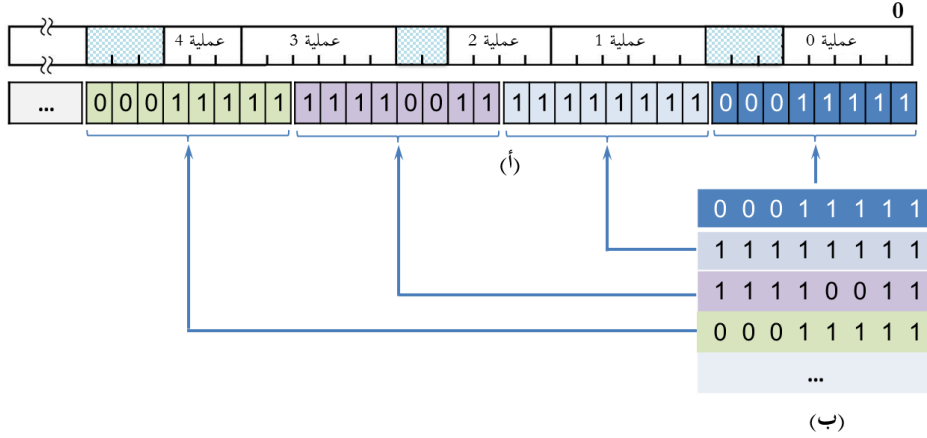 0
عملية 0 عملية 1 عملية 2 عملية 3 عملية 4
... 0 0 0 1 1 1 1 1 1 1 1 1 0 0 1 1 1 1 1 1 1 1 1 1 0 0 0 1 1 1 1 1
(أ)
0 0 0 1 1 1 1 1
1 1 1 1 1 1 1 1
1 1 1 1 0 0 1 1
0 0 0 1 1 1 1 1
...
(ب)